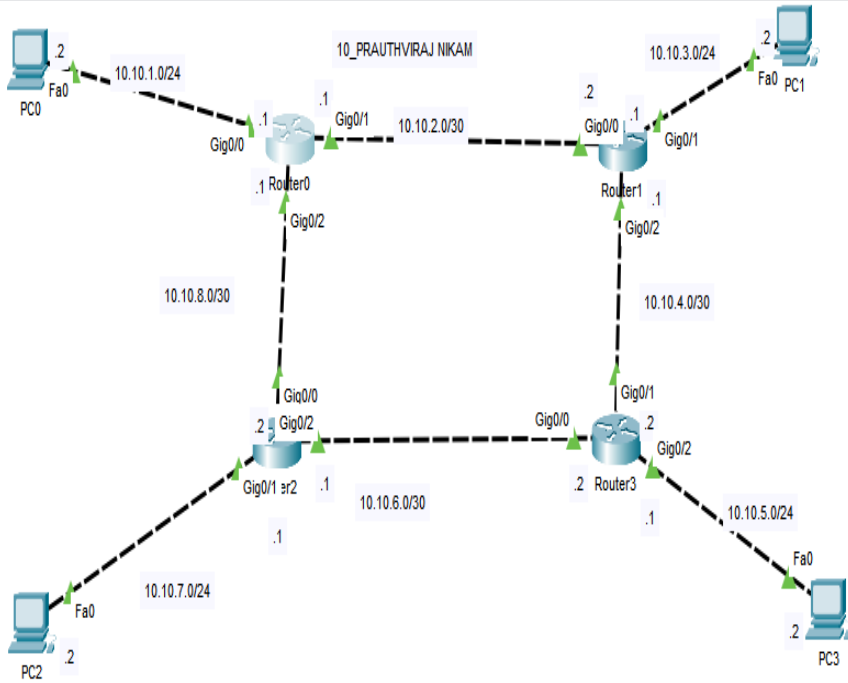 .2
10.10.1.0/24
10_PRAUTHVIRAJ NIKAM
10.10.3.0/24
.2
Fa0
PC0
Fa0
PC1
.1
Gig0/0
.1
Gig0/1
10.10.2.0/30
.2
Gig0/0
.1
Gig0/1
.1
Router0
Gig0/2
Router1
.1
Gig0/2
10.10.8.0/30
10.10.4.0/30
Gig0/0
.2
Gig0/2
Gig0/1
Gig0/0
.2
Gig0/2
Gig0/1
er2
.1
10.10.6.0/30
.2
Router3
.1
10.10.5.0/24
.1
10.10.7.0/24
Fa0
Fa0
.2
PC2
.2
PC3